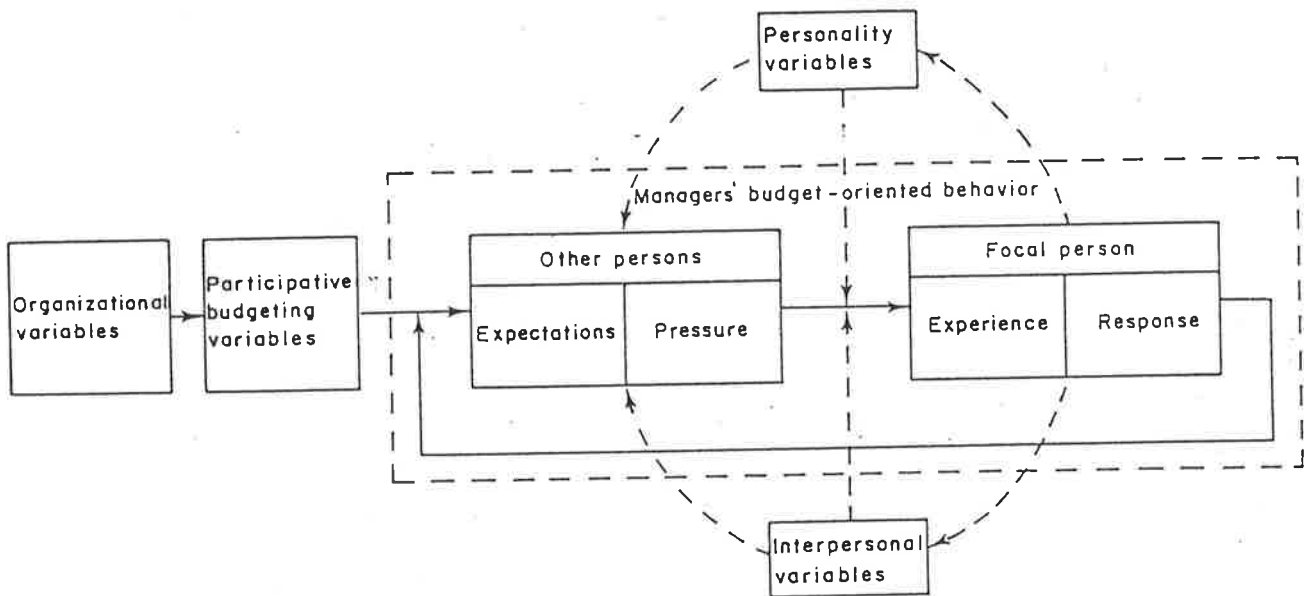 Personality
variables
Managers' budget-oriented behavior
Other persons
Focal person
Organizational
variables
Participative
budgeting
variables
Expectations
Pressure
Experience
Response
Interpersonal
variables